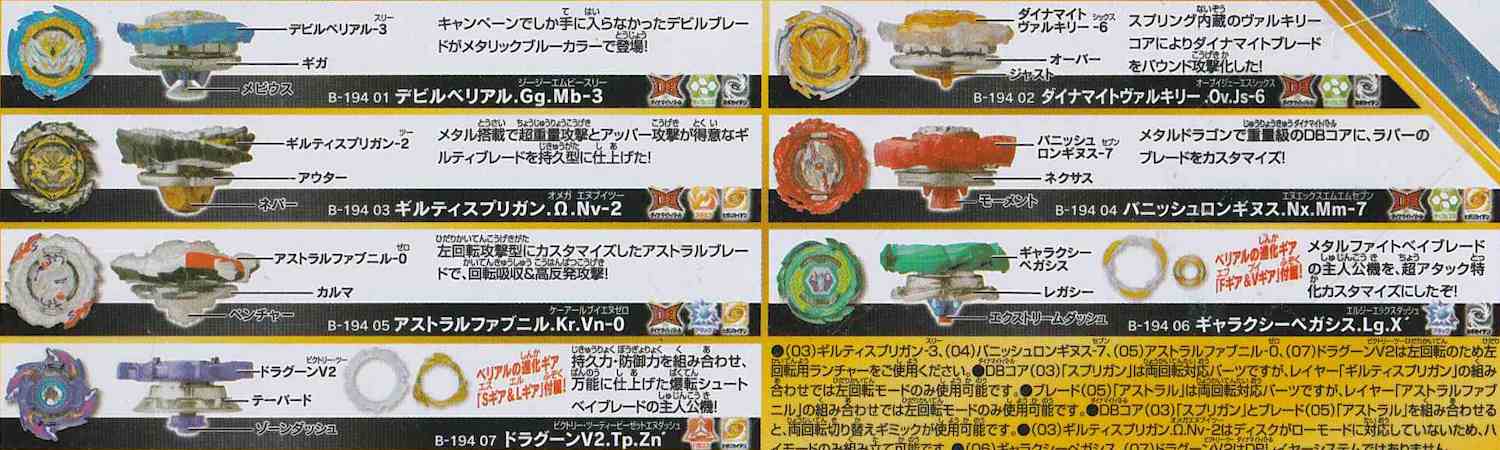 デビルベリアル-3
ギガ
メビウス
キャンペーンでしか手に入らなかったデビルブレー
ドがメタリックブルーカラーで登場!
B-194 01 デビルベリアル.Gg.Mb-3
ダイナマイト
ヴァルキリー-6
オーバー
ジャスト
スプリング内蔵のヴァルキリー
コアによりダイナマイトブレード
をバウンド攻撃化した!
B-194 02 ダイナマイトヴァルキリー.Ov.Js-6
ギルティスプリガン-2
アウター
ネバー
メタル搭載で超重量攻撃とアッパー攻撃が得意なギ
ルティブレードを持久型に仕上げた!
B-194 03 ギルティスプリガン.Ω.Nv-2
バニッシュ
ロンギヌス-7
ネクサス
モーメント
メタルドラゴンで重量級のDBコアに、ラバーの
ブレードをカスタマイズ!
B-194 04 バニッシュロンギヌス.Nx.Mm-7
アストラルファブニル-0
カルマ
ベンチャー
左回転攻撃型にカスタマイズしたアストラルブレー
ドで、回転吸収&高反発攻撃!
B-194 05 アストラルファブニル.Kr.Vn-0
ギャラクシー
ペガシス
レガシー
エクストリームダッシュ
ベリアルの進化ギア
「Fギア&Vギア」付属!
メタルファイトベイブレード
の主人公機を、超アタック特
化カスタマイズにしたぞ!
B-194 06 ギャラクシーペガシス.Lg.X´
ドラグーンV2
テーパード
ゾーンダッシュ
ベリアルの進化ギア
「Sギア&Lギア」付属!
持久力・防御力を組み合わせ、
万能に仕上げた爆転シュート
ベイブレードの主人公機!
B-194 07 ドラグーンV2.Tp.Zn´
●(03)ギルティスプリガン-3、(04)バニッシュロンギヌス-7、(05)アストラルファブニル-0、(07)ドラグーンV2は左回転のため左
回転用ランチャーをご使用ください。●DBコア(03)「スプリガン」は両回転対応パーツですが、レイヤー「ギルティスプリガン」の組み
合わせでは左回転モードのみ使用可能です。●ブレード(05)「アストラル」は両回転対応パーツですが、レイヤー「アストラルファブ
ニル」の組み合わせでは左回転モードのみ使用可能です。●DBコア(03)「スプリガン」とブレード(05)「アストラル」を組み合わせる
と、両回転切り替えギミックが使用可能です。●(03)ギルティスプリガン.Ω.Nv-2はディスクがローモードに対応していないため、ハ
イモードのみ組み立て可能です。●(06)ギャラクシーペガシス、(07)ドラグーンV2はDBレイヤーシステムではありません。